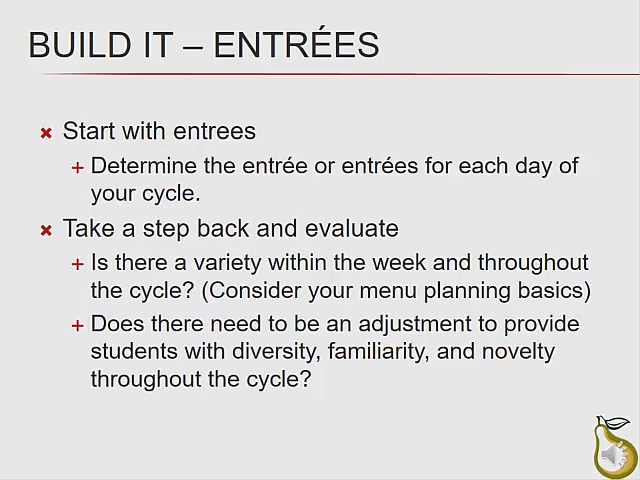 BUILD IT – ENTRÉES
Start with entrees
Determine the entrée or entrées for each day of
your cycle.
Take a step back and evaluate
Is there a variety within the week and throughout
the cycle? (Consider your menu planning basics)
Does there need to be an adjustment to provide
students with diversity, familiarity, and novelty
throughout the cycle?